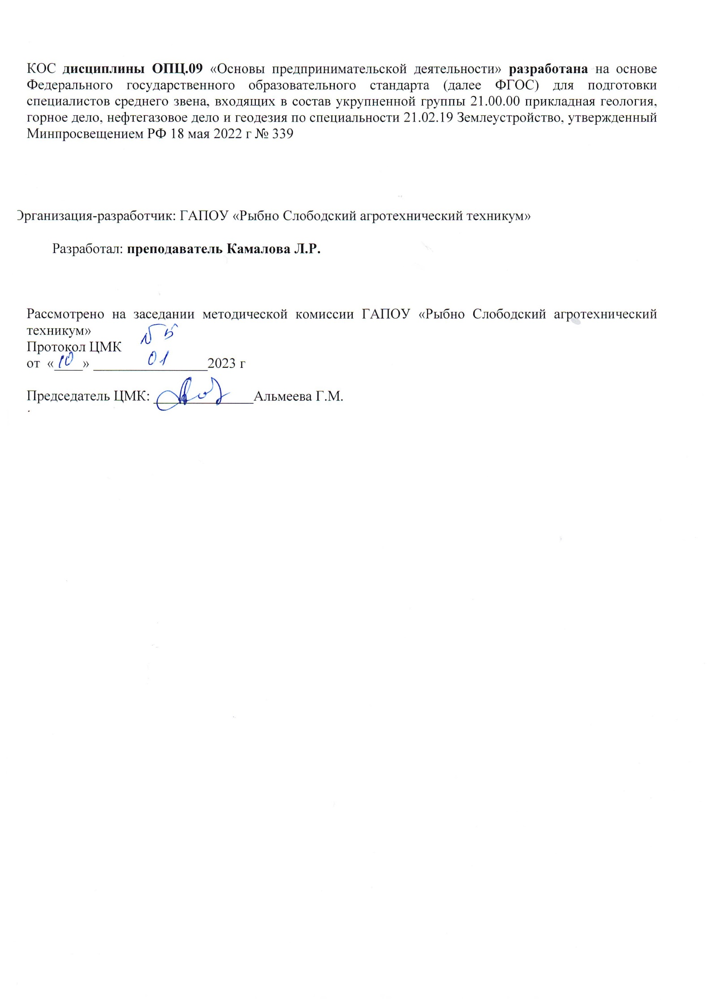 КОС дисциплины ОПЦ.09 «Основы предпринимательской деятельности» разработана на основе
Федерального государственного образовательного стандарта (далее ФГОС) для подготовки
специалистов среднего звена, входящих в состав укрупненной группы 21.00.00 прикладная геология,
горное дело, нефтегазовое дело и геодезия по специальности 21.02.19 Землеустройство, утвержденный
Минпросвещением РФ 18 мая 2022 г № 339
Организация-разработчик: ГАПОУ «Рыбно Слободский агротехнический техникум»
Разработал: преподаватель Камалова Л.Р.
Рассмотрено на заседании методической комиссии ГАПОУ «Рыбно Слободский агротехнический
техникум»
Протокол ЦМК № 5
от «10» 01 2023 г
Председатель ЦМК: Альмеева Г.М.